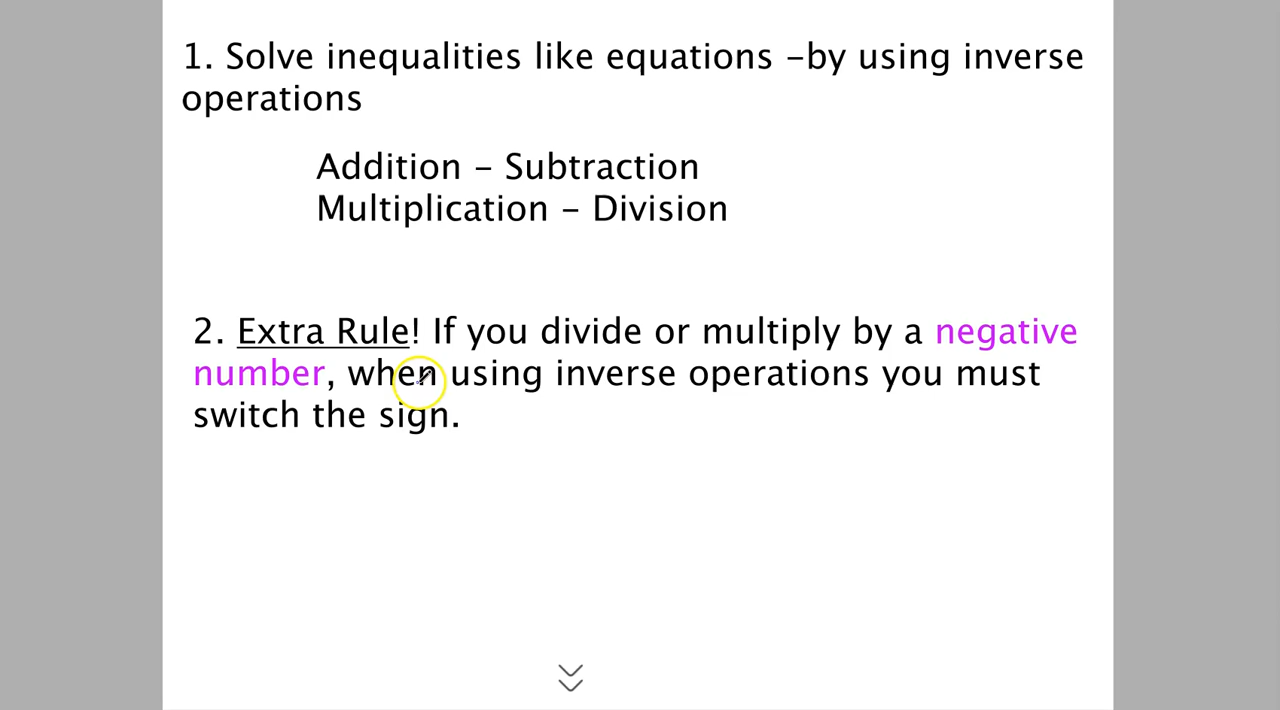 1. Solve inequalities like equations -by using inverse
operations
Addition - Subtraction
Multiplication - Division
2. Extra Rule! If you divide or multiply by a negative
number, when using inverse operations you must
switch the sign.